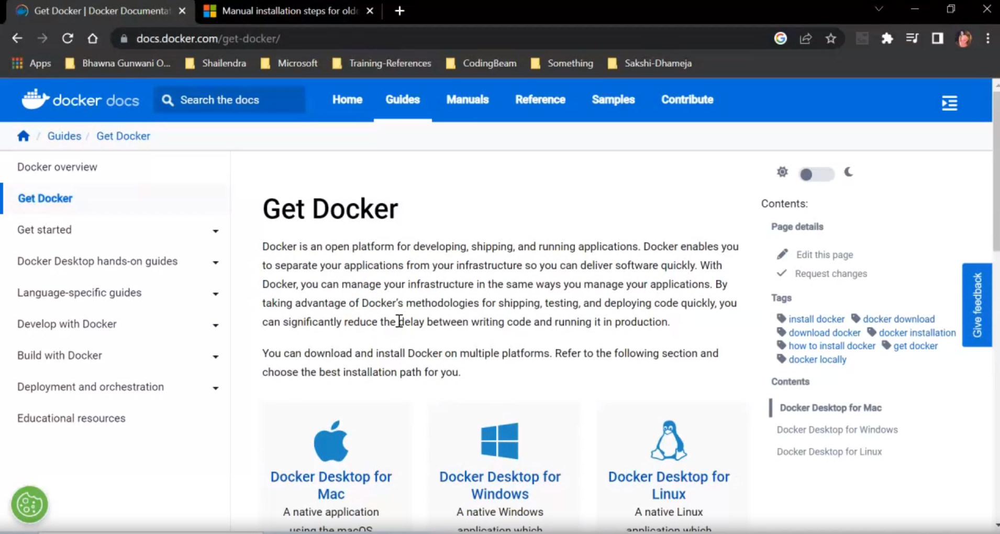 Get Docker | Docker Documenta
Manual installation steps for olde
docs.docker.com/get-docker/
Apps
Bhawna Gunwani O...
Shailendra
Microsoft
Training-References
CodingBeam
Something
Sakshi-Dhameja
docker docs
Search the docs
Home
Guides
Manuals
Reference
Samples
Contribute
/ Guides / Get Docker
Docker overview
Get Docker
Get started
Docker Desktop hands-on guides
Language-specific guides
Develop with Docker
Build with Docker
Deployment and orchestration
Educational resources
Get Docker
Docker is an open platform for developing, shipping, and running applications. Docker enables you
to separate your applications from your infrastructure so you can deliver software quickly. With
Docker, you can manage your infrastructure in the same ways you manage your applications. By
taking advantage of Docker’s methodologies for shipping, testing, and deploying code quickly, you
can significantly reduce the delay between writing code and running it in production.
You can download and install Docker on multiple platforms. Refer to the following section and
choose the best installation path for you.
Docker Desktop for
Mac
A native application
using the macOS
Docker Desktop for
Windows
A native Windows
application which
Docker Desktop for
Linux
A native Linux
application which
Contents:
Page details
Edit this page
Request changes
Tags
install docker docker download
download docker docker installation
how to install docker get docker
docker locally
Contents
Docker Desktop for Mac
Docker Desktop for Windows
Docker Desktop for Linux
Give feedback